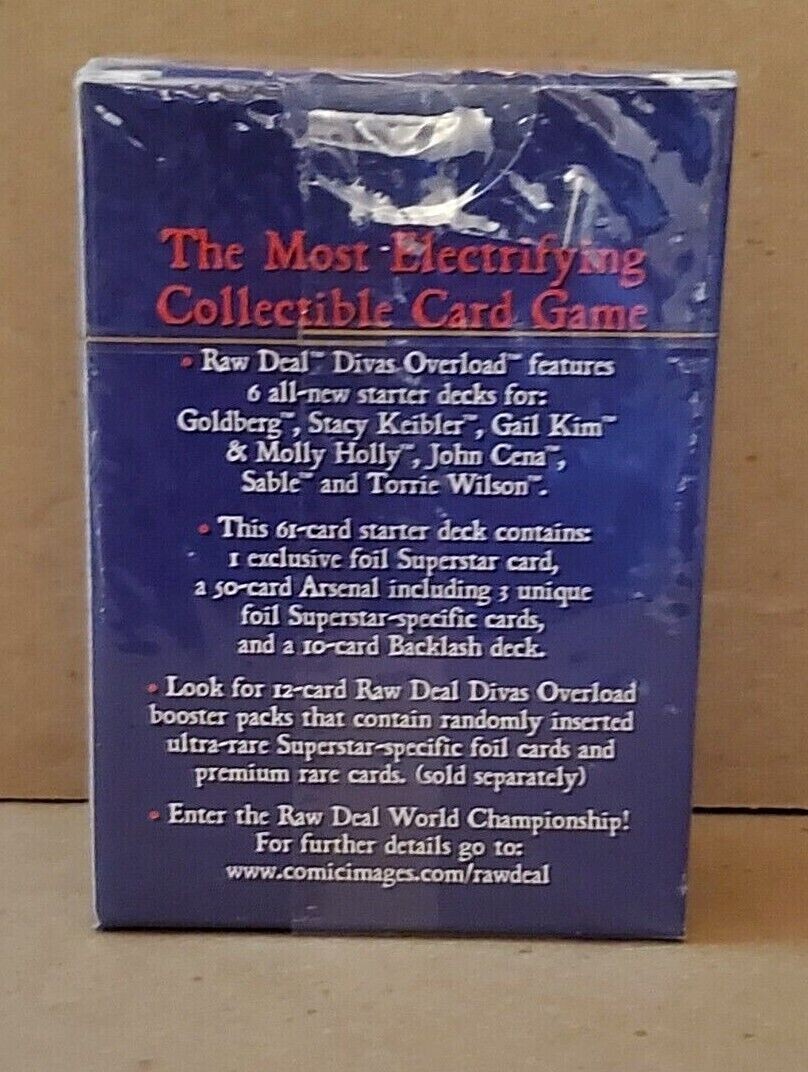 The Most Electrifying
Collectible Card Game
• Raw Deal™ Divas Overload™ features
6 all-new starter decks for:
Goldberg™, Stacy Keibler™, Gail Kim™
& Molly Holly™, John Cena™,
Sable™ and Torrie Wilson™.
• This 61-card starter deck contains:
1 exclusive foil Superstar card,
a 50-card Arsenal including 3 unique
foil Superstar-specific cards,
and a 10-card Backlash deck.
• Look for 12-card Raw Deal Divas Overload
booster packs that contain randomly inserted
ultra-rare Superstar-specific foil cards and
premium rare cards. (sold separately)
• Enter the Raw Deal World Championship!
For further details go to:
www.comicimages.com/rawdeal